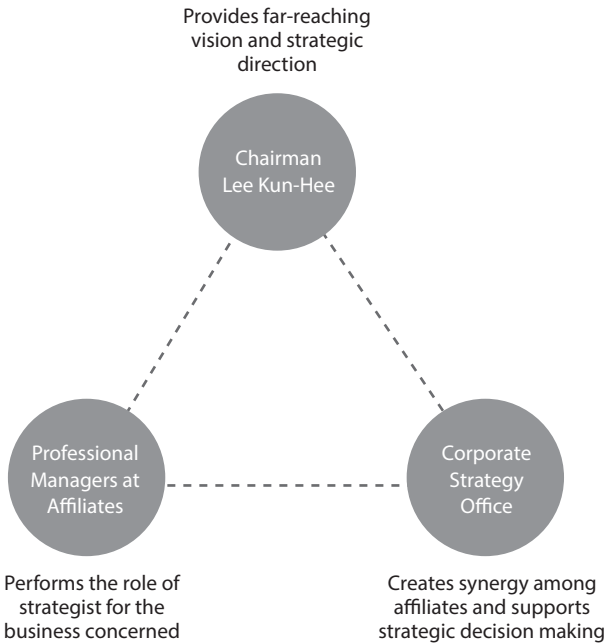 Provides far-reaching
vision and strategic
direction
Chairman
Lee Kun-Hee
Professional
Managers at
Affiliates
Corporate
Strategy
Office
Performs the role of
strategist for the
business concerned
Creates synergy among
affiliates and supports
strategic decision making